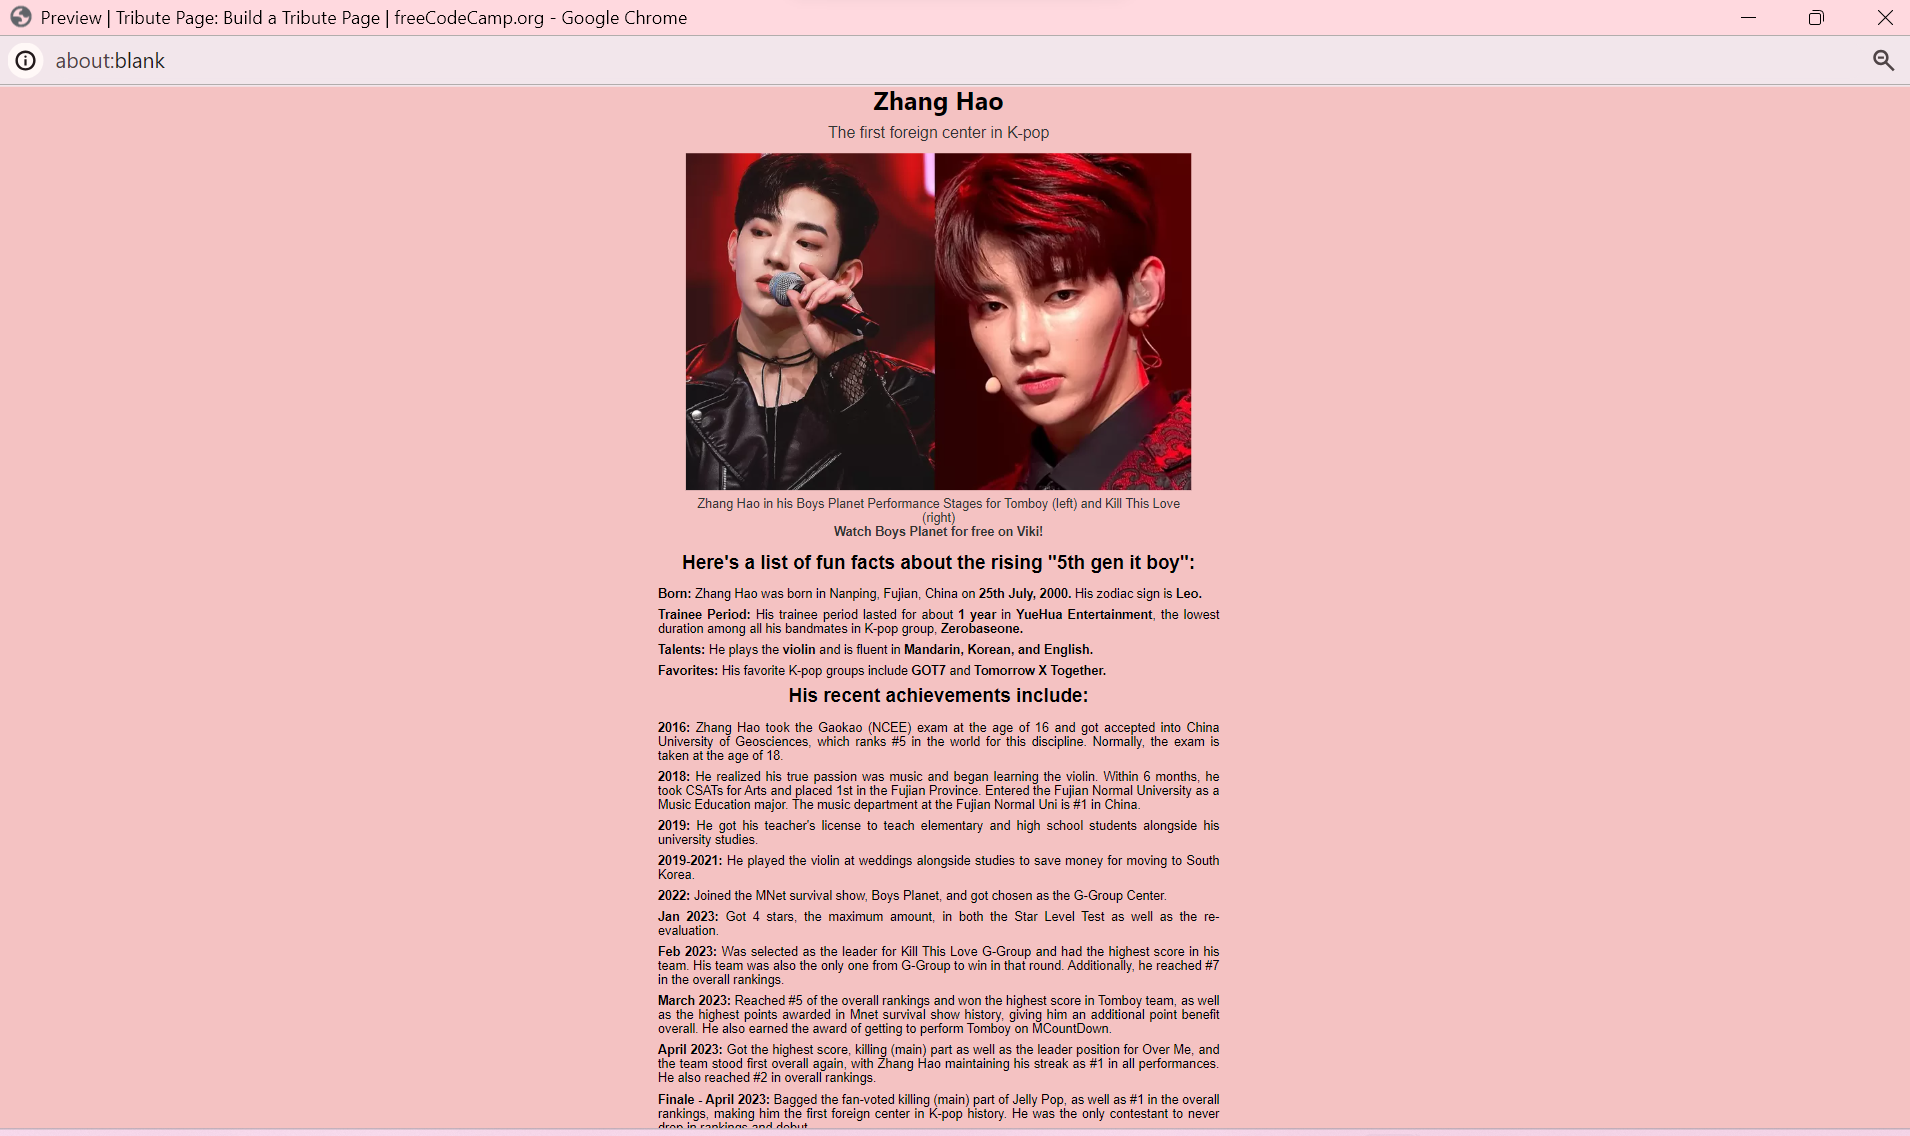 Preview | Tribute Page: Build a Tribute Page | freeCodeCamp.org - Google Chrome
about:blank
Zhang Hao
The first foreign center in K-pop
Zhang Hao in his Boys Planet Performance Stages for Tomboy (left) and Kill This Love
(right)
Watch Boys Planet for free on Viki!
Here's a list of fun facts about the rising "5th gen it boy":
Born: Zhang Hao was born in Nanping, Fujian, China on 25th July, 2000. His zodiac sign is Leo.
Trainee Period: His trainee period lasted for about 1 year in YueHua Entertainment, the lowest
duration among all his bandmates in K-pop group, Zerobaseone.
Talents: He plays the violin and is fluent in Mandarin, Korean, and English.
Favorites: His favorite K-pop groups include GOT7 and Tomorrow X Together.
His recent achievements include:
2016: Zhang Hao took the Gaokao (NCEE) exam at the age of 16 and got accepted into China
University of Geosciences, which ranks #5 in the world for this discipline. Normally, the exam is
taken at the age of 18.
2018: He realized his true passion was music and began learning the violin. Within 6 months, he
took CSATs for Arts and placed 1st in the Fujian Province. Entered the Fujian Normal University as a
Music Education major. The music department at the Fujian Normal Uni is #1 in China.
2019: He got his teacher's license to teach elementary and high school students alongside his
university studies.
2019-2021: He played the violin at weddings alongside studies to save money for moving to South
Korea.
2022: Joined the MNet survival show, Boys Planet, and got chosen as the G-Group Center.
Jan 2023: Got 4 stars, the maximum amount, in both the Star Level Test as well as the re-
evaluation.
Feb 2023: Was selected as the leader for Kill This Love G-Group and had the highest score in his
team. His team was also the only one from G-Group to win in that round. Additionally, he reached #7
in the overall rankings.
March 2023: Reached #5 of the overall rankings and won the highest score in Tomboy team, as well
as the highest points awarded in Mnet survival show history, giving him an additional point benefit
overall. He also earned the award of getting to perform Tomboy on MCountDown.
April 2023: Got the highest score, killing (main) part as well as the leader position for Over Me, and
the team stood first overall again, with Zhang Hao maintaining his streak as #1 in all performances.
He also reached #2 in overall rankings.
Finale - April 2023: Bagged the fan-voted killing (main) part of Jelly Pop, as well as #1 in the overall
rankings, making him the first foreign center in K-pop history. He was the only contestant to never
drop in rankings and debut.